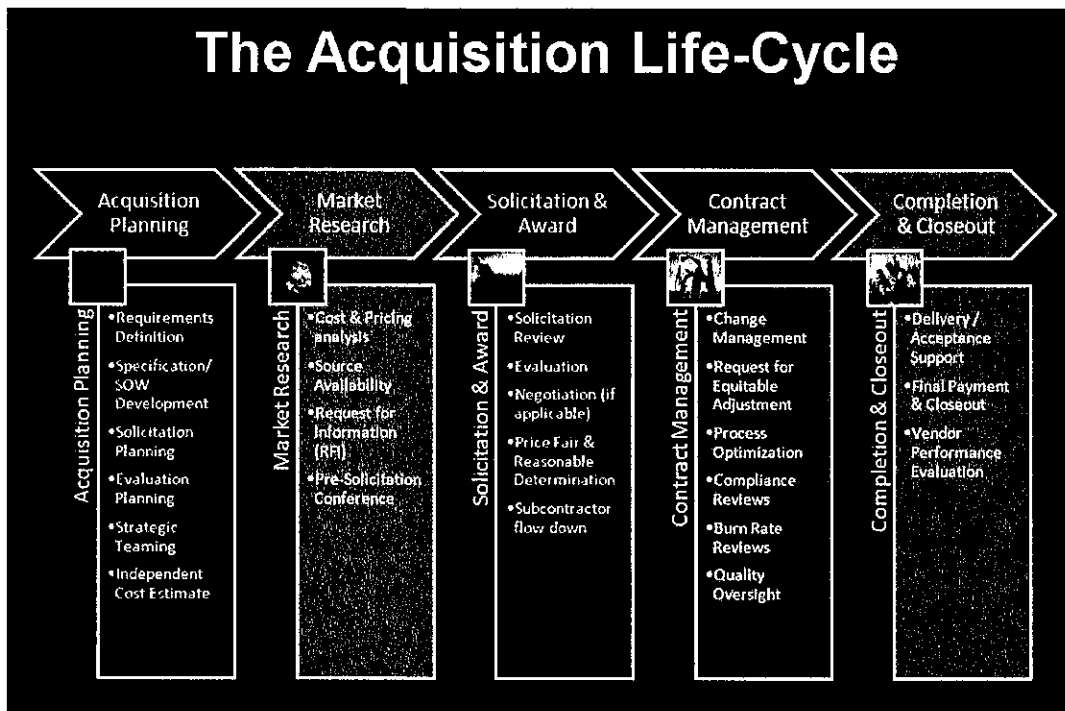 The Acquisition Life-Cycle
Acquisition
Planning
Market
Research
Solicitation &
Award
Contract
Management
Completion
& Closeout
Acquisition Planning
•Requirements
Definition
•Specification/
SOW
Development
•Solicitation
Planning
•Evaluation
Planning
•Strategic
Teaming
•Independent
Cost Estimate
Market Research
•Cost & Pricing
analysis
•Source
Availability
•Request for
Information
(RFI)
•Pre-Solicitation
Conference
Solicitation & Award
•Solicitation
Review
•Evaluation
•Negotiation (if
applicable)
•Price Fair &
Reasonable
Determination
•Subcontractor
flow down
Contract Management
•Change
Management
•Request for
Equitable
Adjustment
•Process
Optimization
•Compliance
Reviews
•Burn Rate
Reviews
•Quality
Oversight
Completion & Closeout
•Delivery /
Acceptance
Support
•Final Payment
& Closeout
•Vendor
Performance
Evaluation